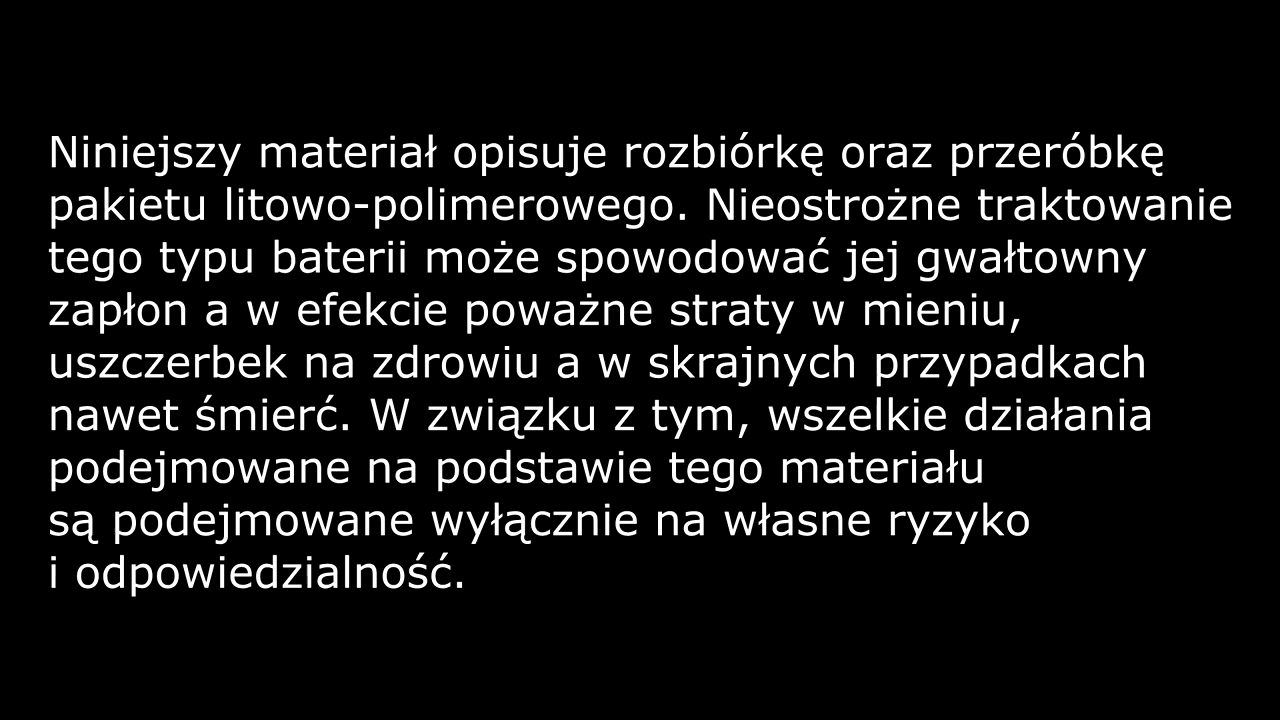 Niniejszy materiał opisuje rozbiórkę oraz przeróbkę
pakietu litowo-polimerowego. Nieostrożne traktowanie
tego typu baterii może spowodować jej gwałtowny
zapłon a w efekcie poważne straty w mieniu,
uszczerbek na zdrowiu a w skrajnych przypadkach
nawet śmierć. W związku z tym, wszelkie działania
podejmowane na podstawie tego materiału
są podejmowane wyłącznie na własne ryzyko
i odpowiedzialność.